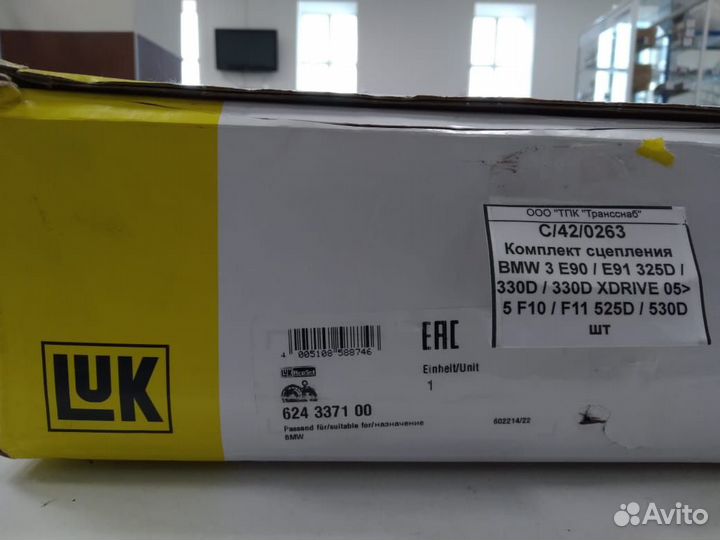 ООО "ТПК "Трансснаб"
С/42/0263
Комплект сцепления
BMW 3 E90 / E91 325D /
330D / 330D XDRIVE 05>
5 F10 / F11 525D / 530D
шт
EAC
4 005108 588746
Einheit/Unit
1
LUK
624 3371 00
Passend für/suitable for/назначение
BMW
602214/22
Avito